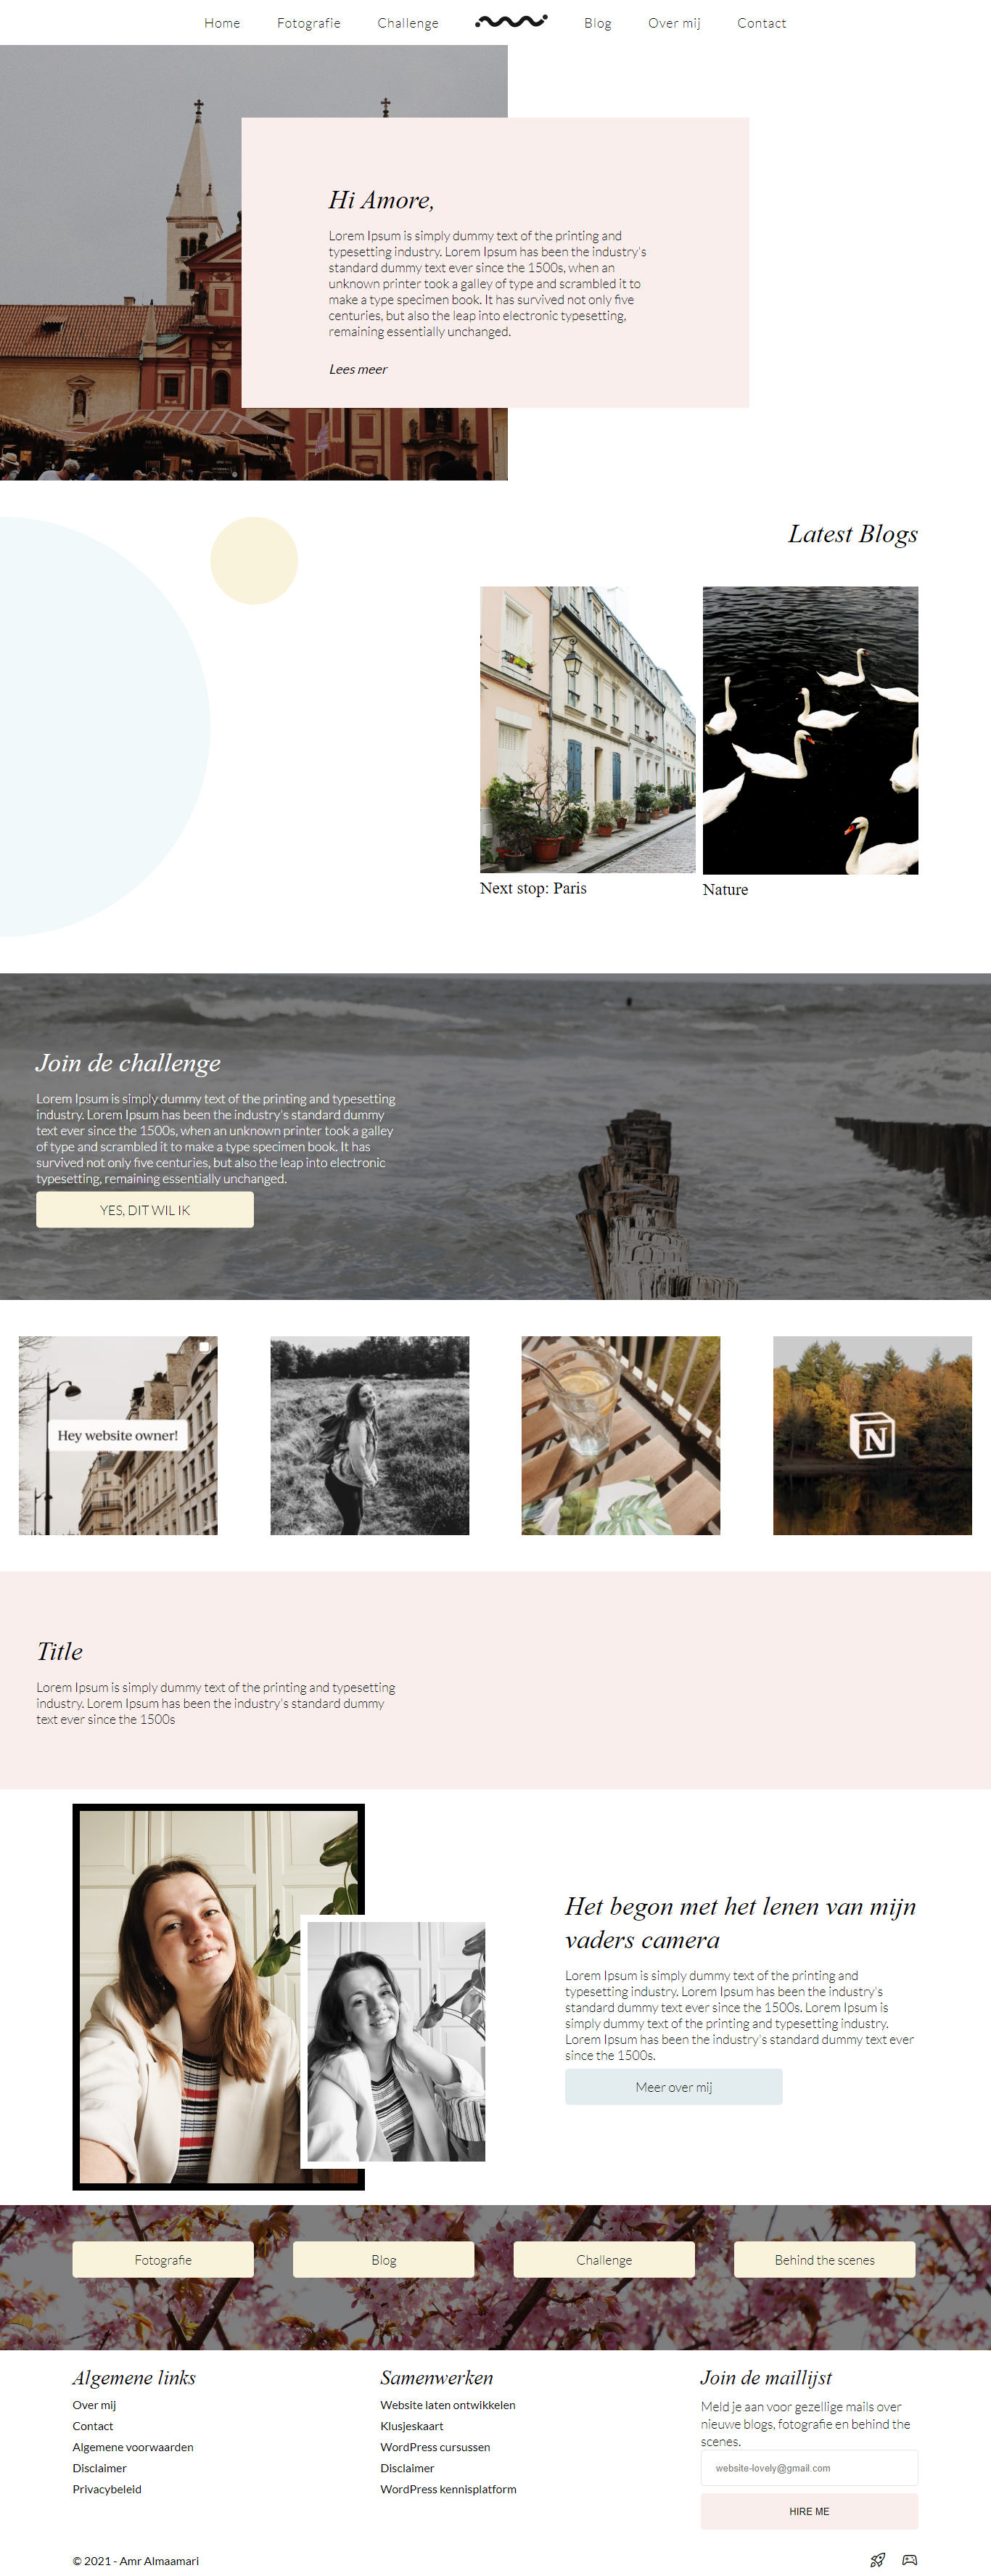 Home Fotografie Challenge Blog Over mij Contact
Hi Amore,
Lorem Ipsum is simply dummy text of the printing and
typesetting industry. Lorem Ipsum has been the industry's
standard dummy text ever since the 1500s, when an
unknown printer took a galley of type and scrambled it to
make a type specimen book. It has survived not only five
centuries, but also the leap into electronic typesetting,
remaining essentially unchanged.
Lees meer
Latest Blogs
Next stop: Paris
Nature
Join de challenge
Lorem Ipsum is simply dummy text of the printing and typesetting
industry. Lorem Ipsum has been the industry's standard dummy
text ever since the 1500s, when an unknown printer took a galley
of type and scrambled it to make a type specimen book. It has
survived not only five centuries, but also the leap into electronic
typesetting, remaining essentially unchanged.
YES, DIT WIL IK
Hey website owner!
N
Title
Lorem Ipsum is simply dummy text of the printing and typesetting
industry. Lorem Ipsum has been the industry's standard dummy
text ever since the 1500s
Het begon met het lenen van mijn
vaders camera
Lorem Ipsum is simply dummy text of the printing and
typesetting industry. Lorem Ipsum has been the industry's
standard dummy text ever since the 1500s. Lorem Ipsum is
simply dummy text of the printing and typesetting industry.
Lorem Ipsum has been the industry's standard dummy text ever
since the 1500s.
Meer over mij
Fotografie
Blog
Challenge
Behind the scenes
Algemene links
Over mij
Contact
Algemene voorwaarden
Disclaimer
Privacybeleid
Samenwerken
Website laten ontwikkelen
Klusjeskaart
WordPress cursussen
Disclaimer
WordPress kennisplatform
Join de maillijst
Meld je aan voor gezellige mails over
nieuwe blogs, fotografie en behind the
scenes.
website-lovely@gmail.com
HIRE ME
© 2021 - Amr Almaamari